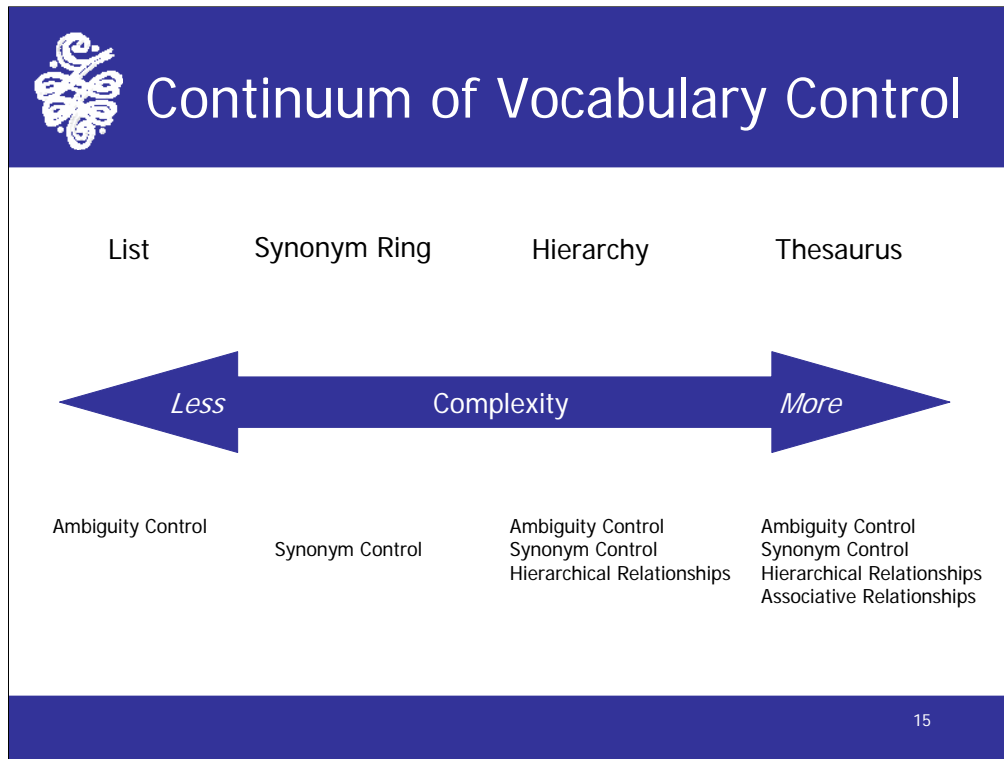 Continuum of Vocabulary Control
List
Synonym Ring
Hierarchy
Thesaurus
Less
Complexity
More
Ambiguity Control
Synonym Control
Ambiguity Control
Synonym Control
Hierarchical Relationships
Ambiguity Control
Synonym Control
Hierarchical Relationships
Associative Relationships
15